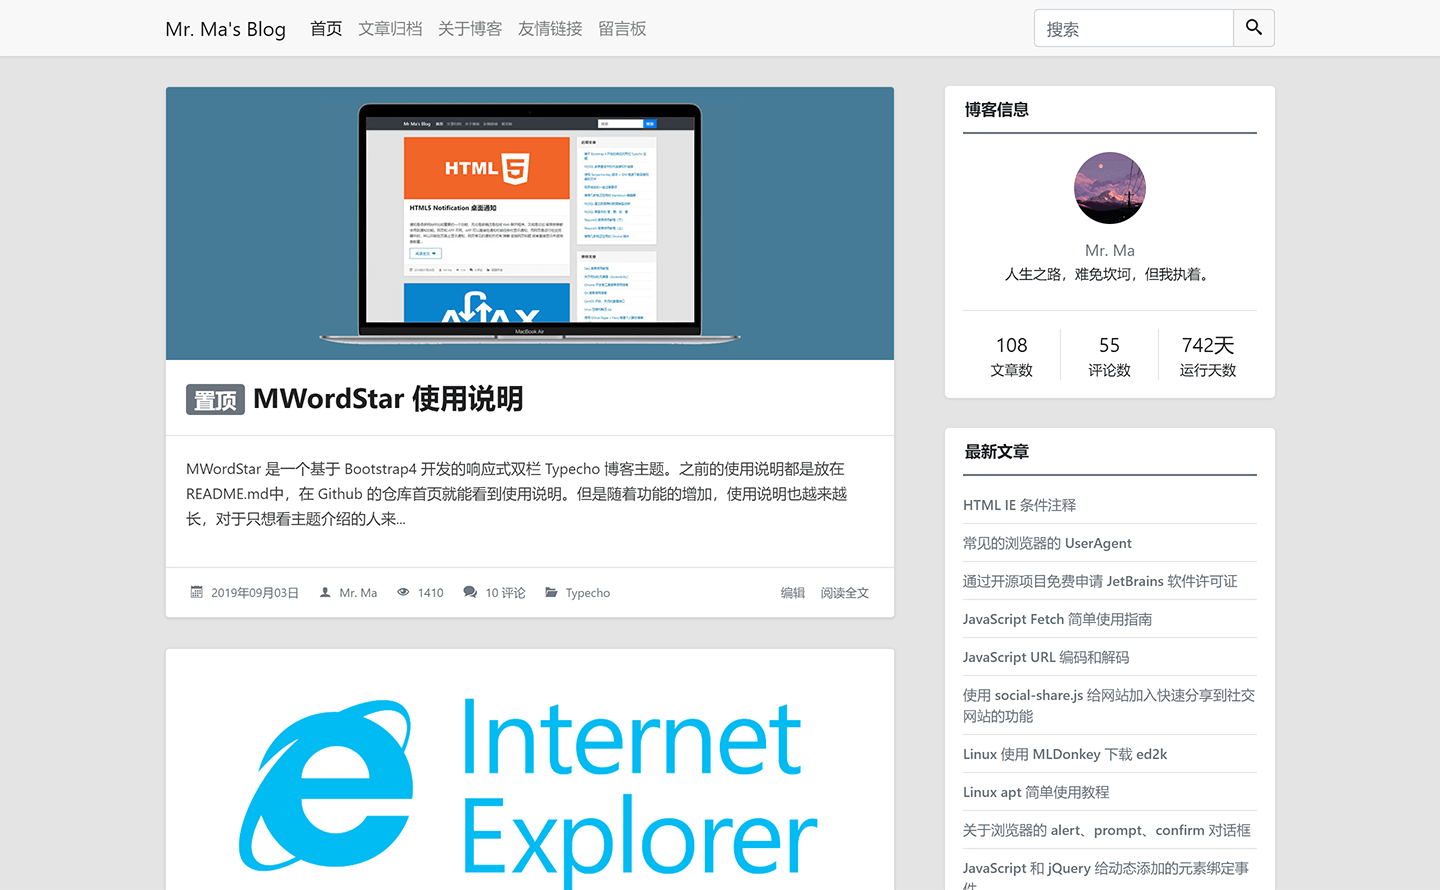 Mr. Ma's Blog 首页 文章归档 关于博客 友情链接 留言板
搜索
HTML 5
HTML5 Notification 桌面通知
MacBook Air
置顶 MWordStar 使用说明
MWordStar 是一个基于 Bootstrap4 开发的响应式双栏 Typecho 博客主题。之前的使用说明都是放在
README.md中，在 Github 的仓库首页就能看到使用说明。但是随着功能的增加，使用说明也越来越
长，对于只想看主题介绍的人来...
2019年09月03日 Mr. Ma 1410 10 评论 Typecho 编辑 阅读全文
Internet
Explorer
博客信息
Mr. Ma
人生之路，难免坎坷，但我执着。
108 55 742天
文章数 评论数 运行天数
最新文章
HTML IE 条件注释
常见的浏览器的 UserAgent
通过开源项目免费申请 JetBrains 软件许可证
JavaScript Fetch 简单使用指南
JavaScript URL 编码和解码
使用 social-share.js 给网站加入快速分享到社交
网站的功能
Linux 使用 MLDonkey 下载 ed2k
Linux apt 简单使用教程
关于浏览器的 alert、prompt、confirm 对话框
JavaScript 和 jQuery 给动态添加的元素绑定事
件